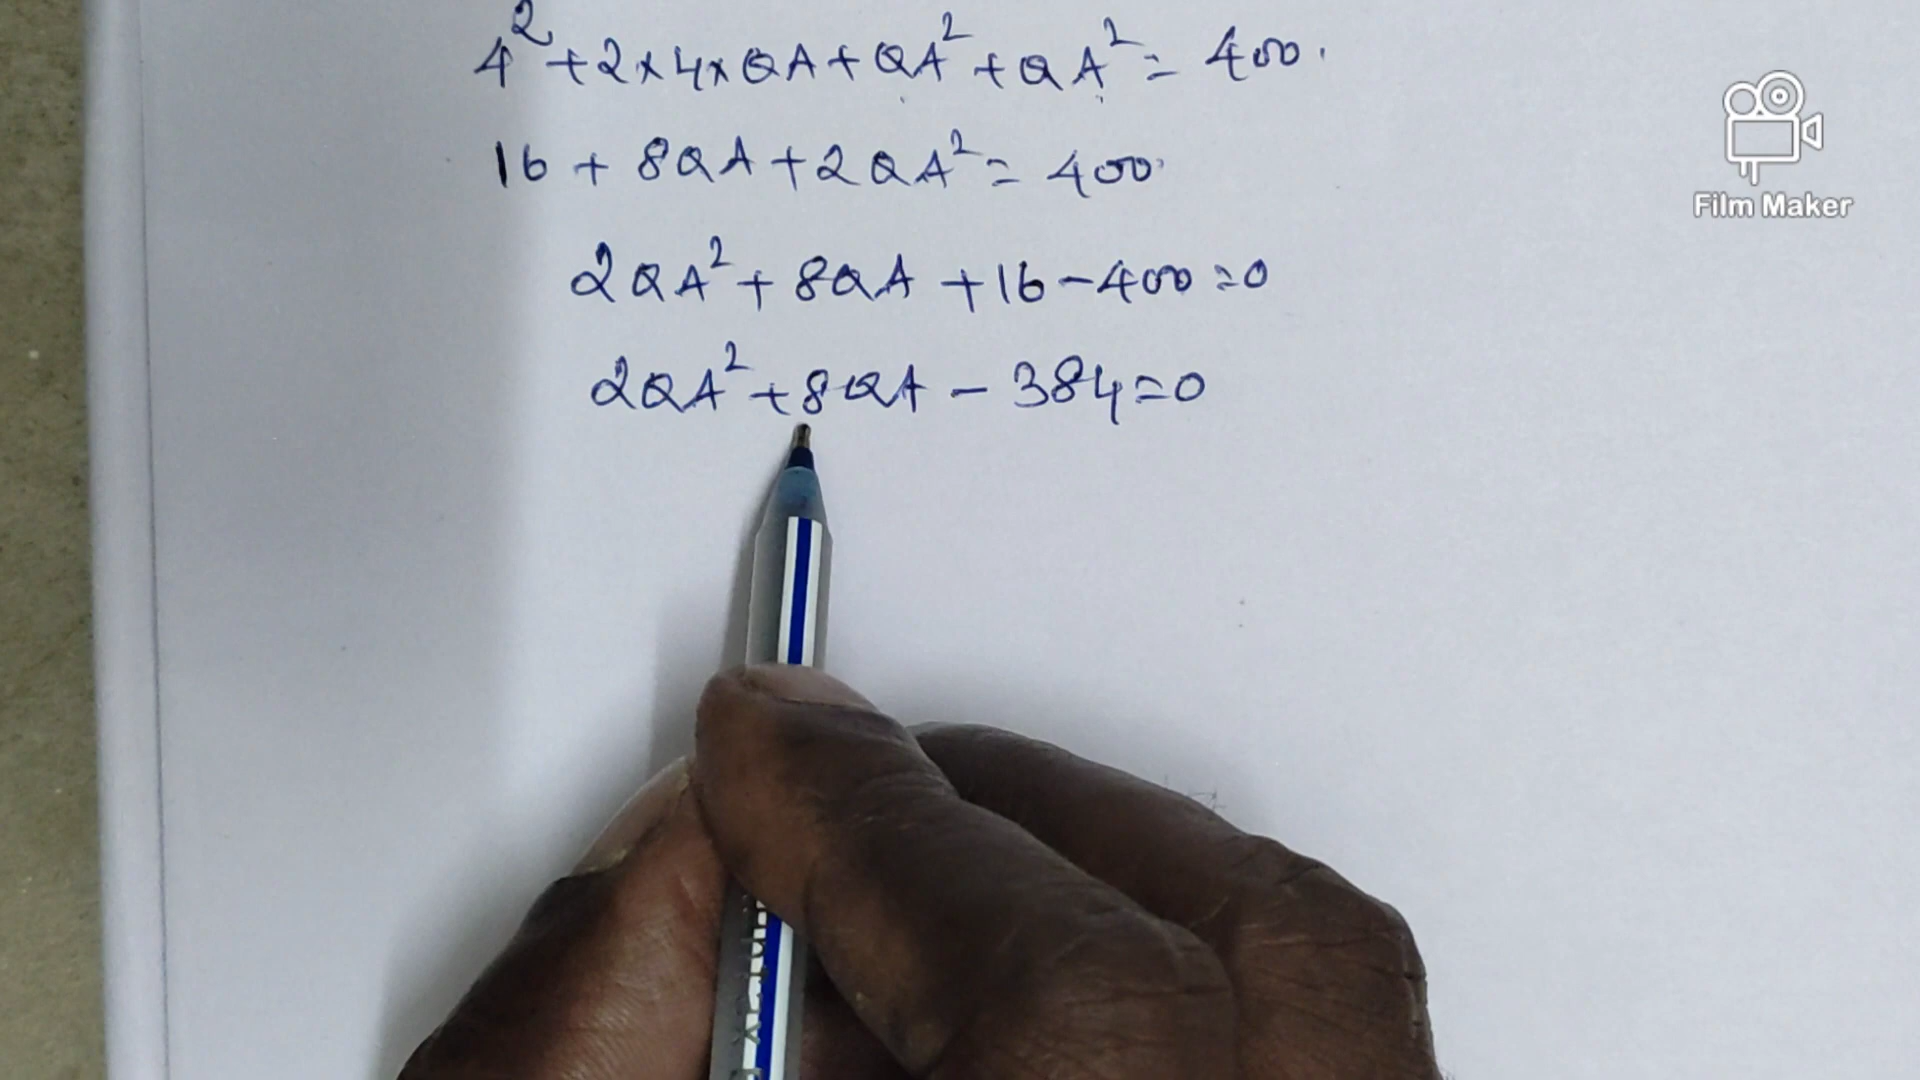 4² + 2 × 4 × QA + QA² + QA² = 400.
16 + 8QA + 2QA² = 400
2QA² + 8QA + 16 - 400 = 0
2QA² + 8QA - 384 = 0
Film Maker